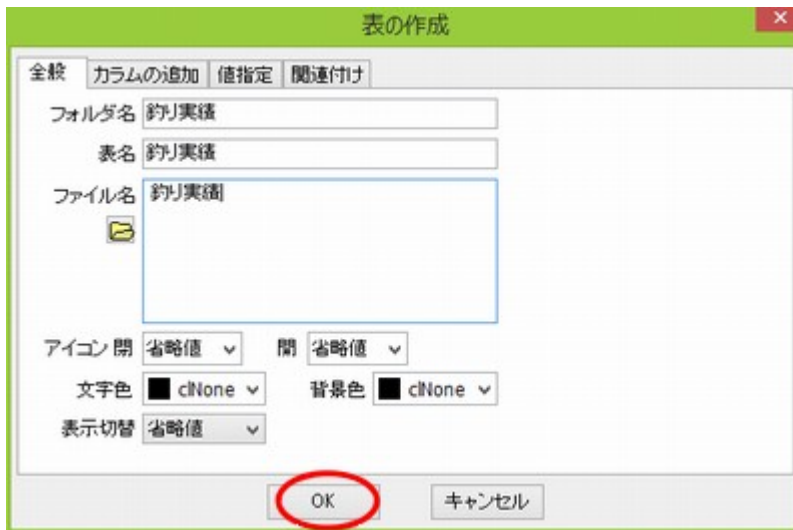 表の作成
全般 カラムの追加 値指定 関連付け
フォルダ名 釣り実績
表名 釣り実績
ファイル名 釣り実績
アイコン 閉 省略値 開 省略値
文字色 clNone 背景色 clNone
表示切替 省略値
OK キャンセル